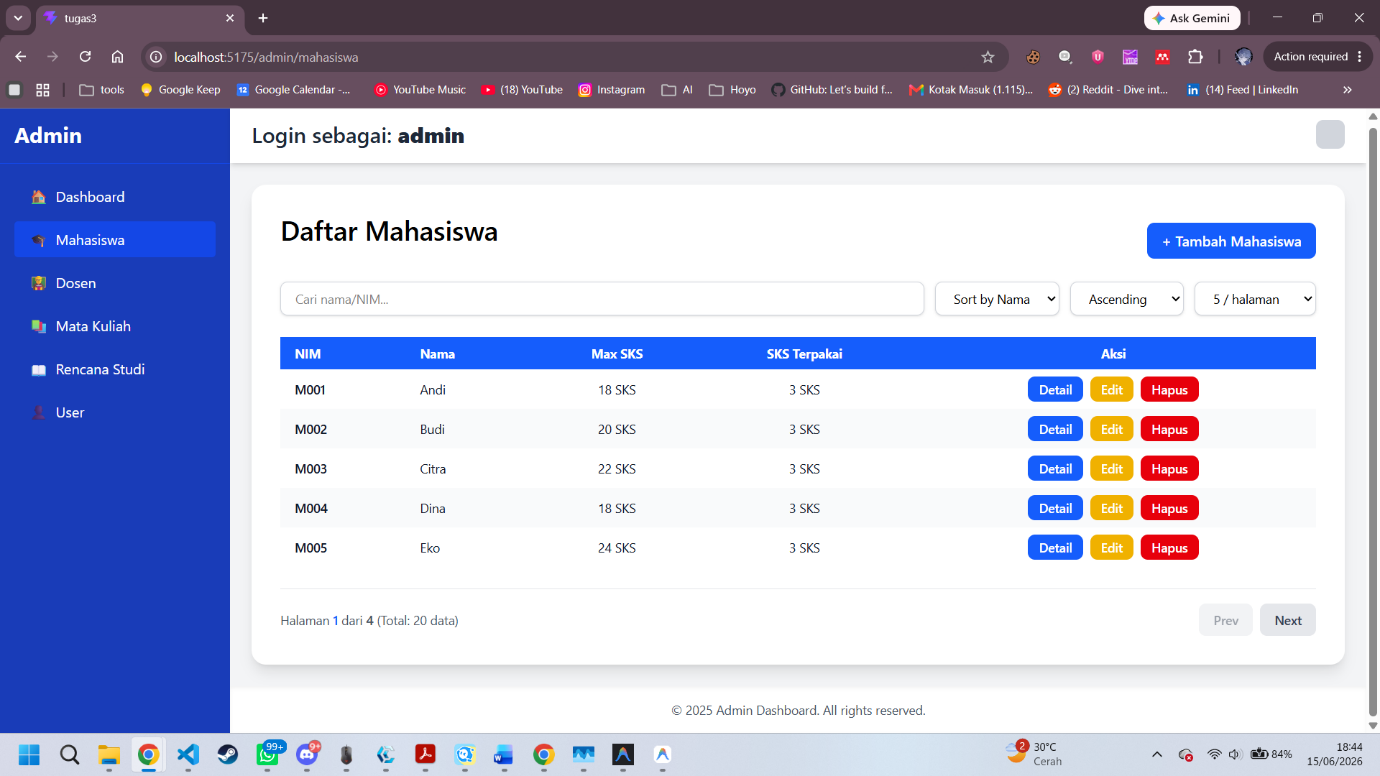 tugas3
Ask Gemini
localhost:5175/admin/mahasiswa
Action required
tools
Google Keep
12 Google Calendar -...
YouTube Music
(18) YouTube
Instagram
AI
Hoyo
GitHub: Let's build f...
Kotak Masuk (1.115)...
(2) Reddit - Dive int...
(14) Feed | LinkedIn
Admin
Login sebagai: admin
Dashboard
Mahasiswa
Dosen
Mata Kuliah
Rencana Studi
User
Daftar Mahasiswa
+ Tambah Mahasiswa
Cari nama/NIM...
Sort by Nama
Ascending
5 / halaman
NIM Nama Max SKS SKS Terpakai Aksi
M001 Andi 18 SKS 3 SKS Detail Edit Hapus
M002 Budi 20 SKS 3 SKS Detail Edit Hapus
M003 Citra 22 SKS 3 SKS Detail Edit Hapus
M004 Dina 18 SKS 3 SKS Detail Edit Hapus
M005 Eko 24 SKS 3 SKS Detail Edit Hapus
Halaman 1 dari 4 (Total: 20 data)
Prev
Next
© 2025 Admin Dashboard. All rights reserved.
99+
9+
2
30°C
Cerah
84%
18:44
15/06/2026